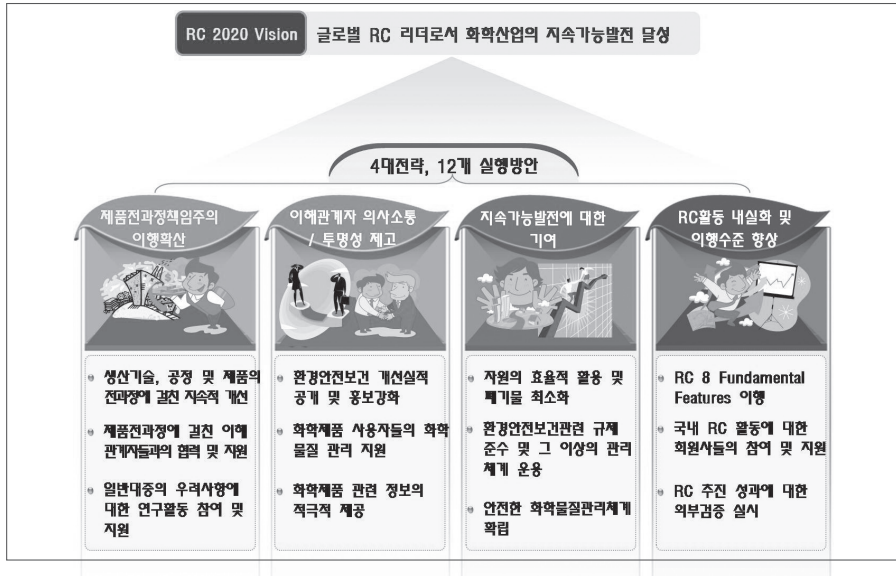 RC 2020 Vision 글로벌 RC 리더로서 화학산업의 지속가능발전 달성
4대전략, 12개 실행방안
제품전과정책임주의
이행확산
이해관계자 의사소통
/ 투명성 제고
지속가능발전에 대한
기여
RC활동 내실화 및
이행수준 향상
생산기술, 공정 및 제품의
전과정에 걸친 지속적 개선
제품전과정에 걸친 이해
관계자들과의 협력 및 지원
일반대중의 우려사항에
대한 연구활동 참여 및
지원
환경안전보건 개선실적
공개 및 홍보강화
화학제품 사용자들의 화학
물질 관리 지원
화학제품 관련 정보의
적극적 제공
자원의 효율적 활용 및
폐기물 최소화
환경안전보건관련 규제
준수 및 그 이상의 관리
체계 운용
안전한 화학물질관리체계
확립
RC 8 Fundamental
Features 이행
국내 RC 활동에 대한
회원사들의 참여 및 지원
RC 추진 성과에 대한
외부검증 실시